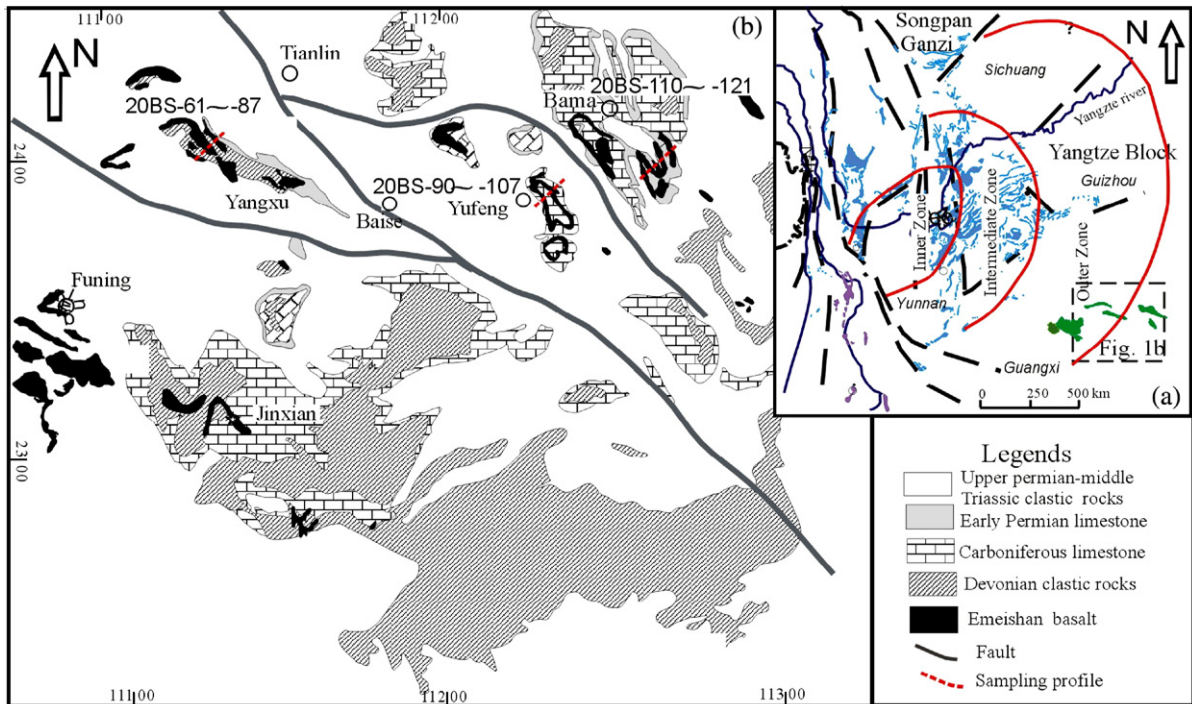 111 00
112 00
(b)
N
Tianlin
20BS-61～ -87
20BS-110～ -121
Bama
24 00
Yangxu
20BS-90～ -107
Baise
Yufeng
Funing
Jinxian
23 00
111 00
112 00
113 00
Songpan
Ganzi
?
N
Sichuang
Yangzte river
Yangtze Block
Guizhou
Inner Zone
Intermediate Zone
Outer Zone
Yunnan
Fig. 1b
Guangxi
0 250 500 km
(a)
Legends
Upper permian-middle
Triassic clastic rocks
Early Permian limestone
Carboniferous limestone
Devonian clastic rocks
Emeishan basalt
Fault
Sampling profile